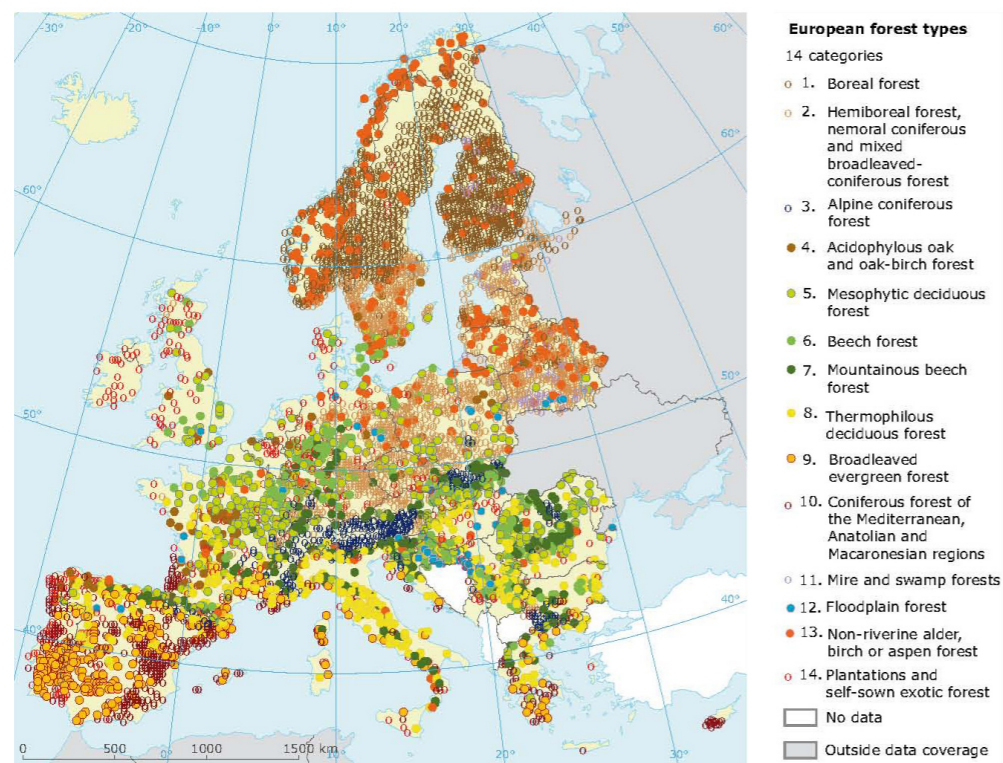 -30°
-20°
-10°
0°
10°
20°
30°
40°
50°
60°
60°
60°
50°
50°
40°
40°
0
500
1000
1500 km
0°
10°
20°
30°
European forest types
14 categories
1. Boreal forest
2. Hemiboreal forest,
nemoral coniferous
and mixed
broadleaved-
coniferous forest
3. Alpine coniferous
forest
4. Acidophylous oak
and oak-birch forest
5. Mesophytic deciduous
forest
6. Beech forest
7. Mountainous beech
forest
8. Thermophilous
deciduous forest
9. Broadleaved
evergreen forest
10. Coniferous forest of
the Mediterranean,
Anatolian and
Macaronesian regions
11. Mire and swamp forests
12. Floodplain forest
13. Non-riverine alder,
birch or aspen forest
14. Plantations and
self-sown exotic forest
No data
Outside data coverage